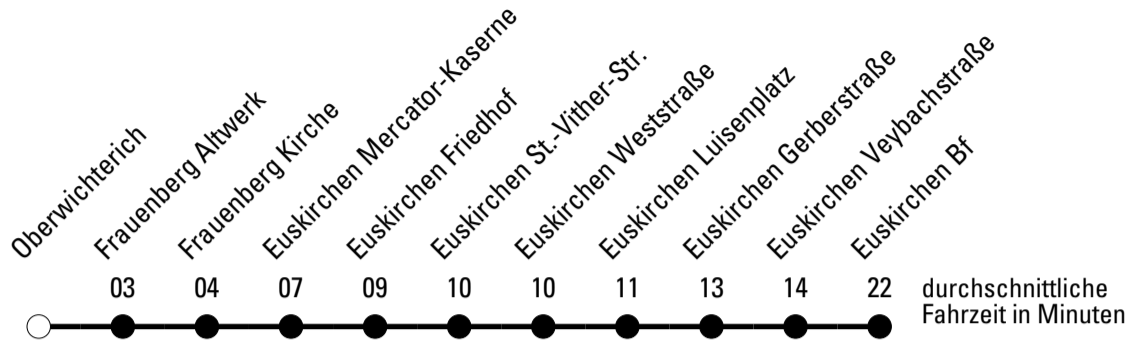 Oberwichterich
Frauenberg Altwerk
Frauenberg Kirche
Euskirchen Mercator-Kaserne
Euskirchen Friedhof
Euskirchen St.-Vither-Str.
Euskirchen Weststraße
Euskirchen Luisenplatz
Euskirchen Gerberstraße
Euskirchen Veybachstraße
Euskirchen Bf
03 04 07 09 10 10 11 13 14 22
durchschnittliche
Fahrzeit in Minuten